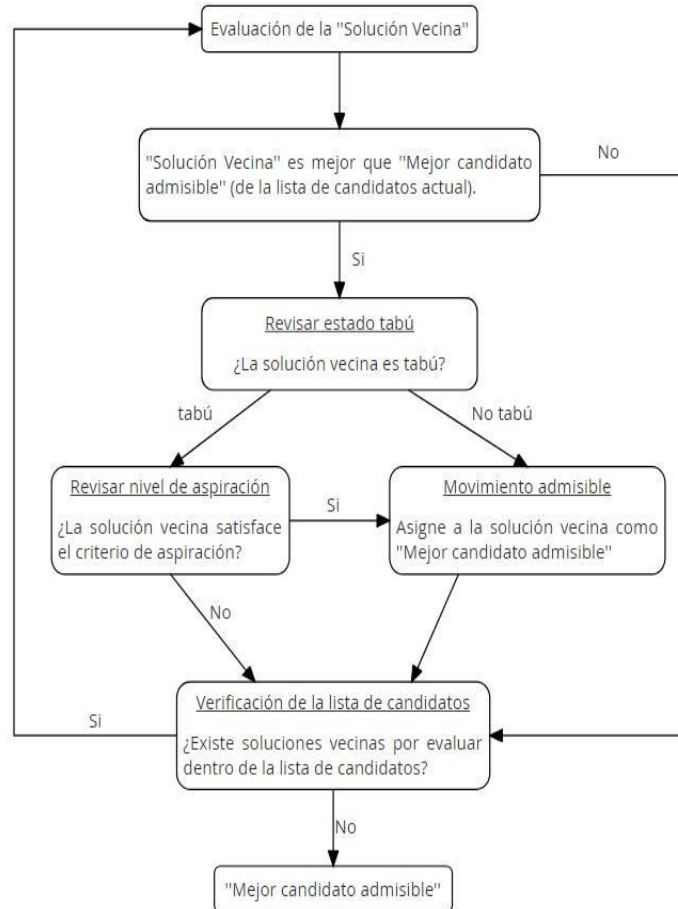 Evaluación de la "Solución Vecina"
"Solución Vecina" es mejor que "Mejor candidato
admisible" (de la lista de candidatos actual).
No
Si
Revisar estado tabú
¿La solución vecina es tabú?
tabú
No tabú
Revisar nivel de aspiración
¿La solución vecina satisface
el criterio de aspiración?
Si
Movimiento admisible
Asigne a la solución vecina como
"Mejor candidato admisible"
No
Verificación de la lista de candidatos
¿Existe soluciones vecinas por evaluar
dentro de la lista de candidatos?
Si
No
"Mejor candidato admisible"